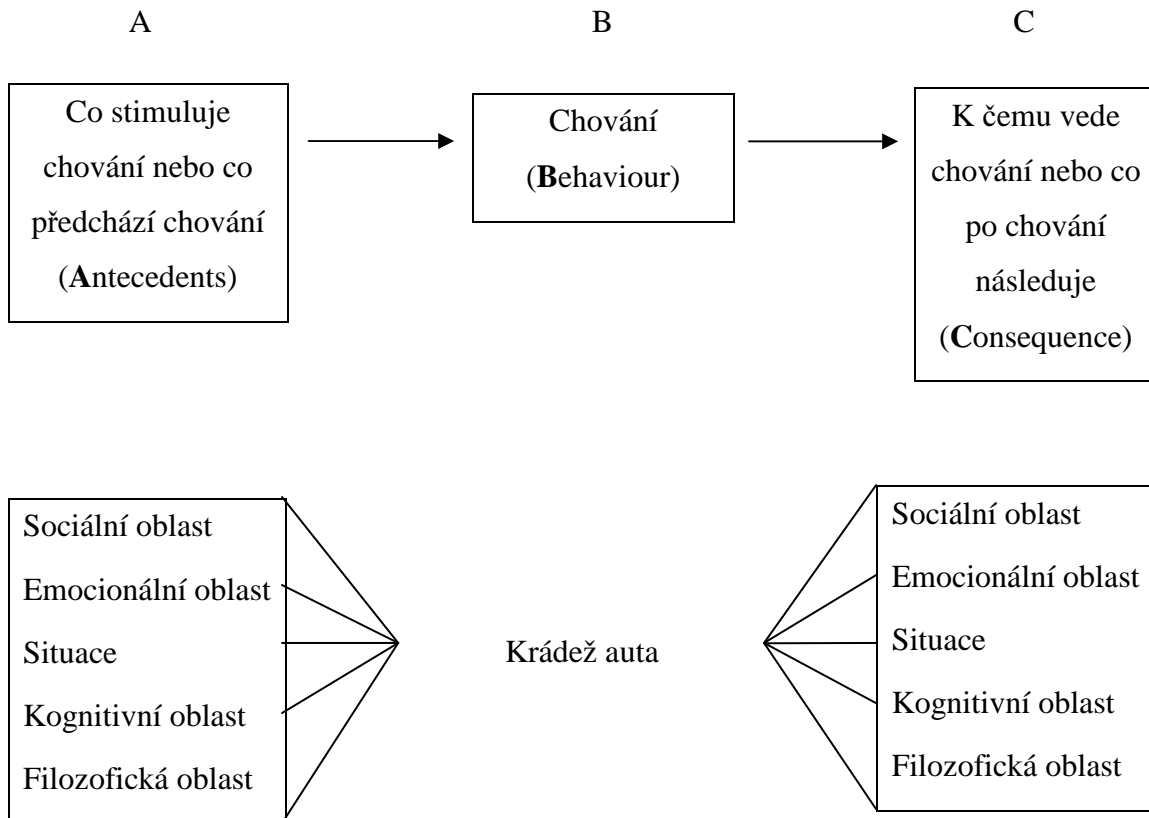 A
B
C
Co stimuluje
chování nebo co
předchází chování
(Antecedents)
Chování
(Behaviour)
K čemu vede
chování nebo co
po chování
následuje
(Consequence)
Sociální oblast
Emocionální oblast
Situace
Kognitivní oblast
Filozofická oblast
Krádež auta
Sociální oblast
Emocionální oblast
Situace
Kognitivní oblast
Filozofická oblast